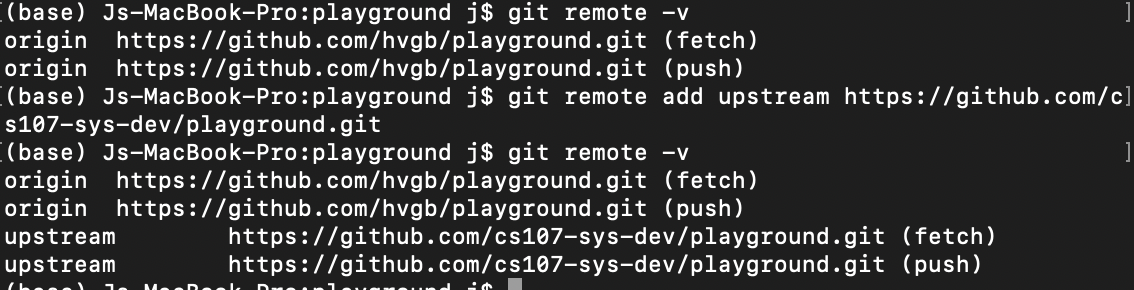 (base) Js-MacBook-Pro:playground j$ git remote -v
origin  https://github.com/hvgb/playground.git (fetch)
origin  https://github.com/hvgb/playground.git (push)
(base) Js-MacBook-Pro:playground j$ git remote add upstream https://github.com/c
s107-sys-dev/playground.git
(base) Js-MacBook-Pro:playground j$ git remote -v
origin  https://github.com/hvgb/playground.git (fetch)
origin  https://github.com/hvgb/playground.git (push)
upstream        https://github.com/cs107-sys-dev/playground.git (fetch)
upstream        https://github.com/cs107-sys-dev/playground.git (push)
(base) Js-MacBook-Pro:playground j$